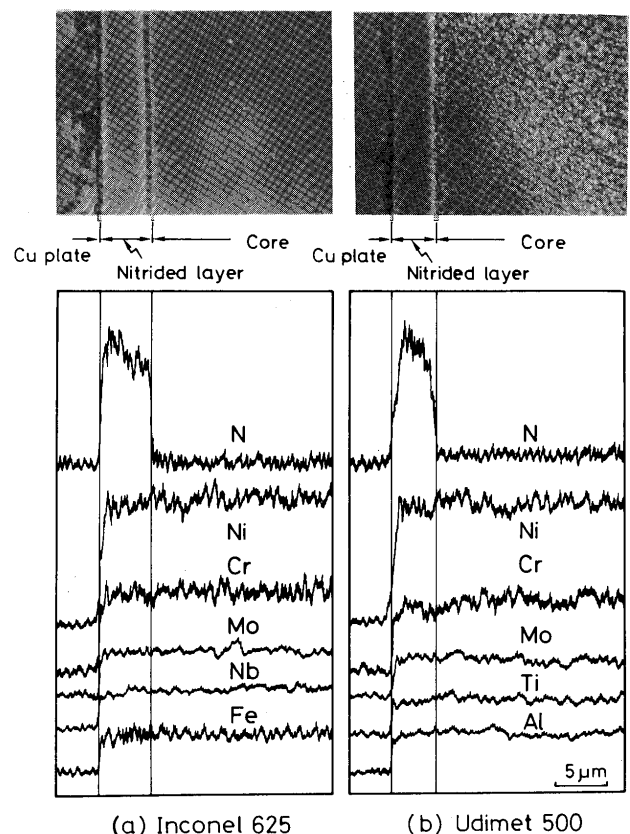 Cu plate
Nitrided layer
Core
Cu plate
Nitrided layer
Core
N
Ni
Cr
Mo
Nb
Fe
N
Ni
Cr
Mo
Ti
Al
5μm
(a) Inconel 625
(b) Udimet 500